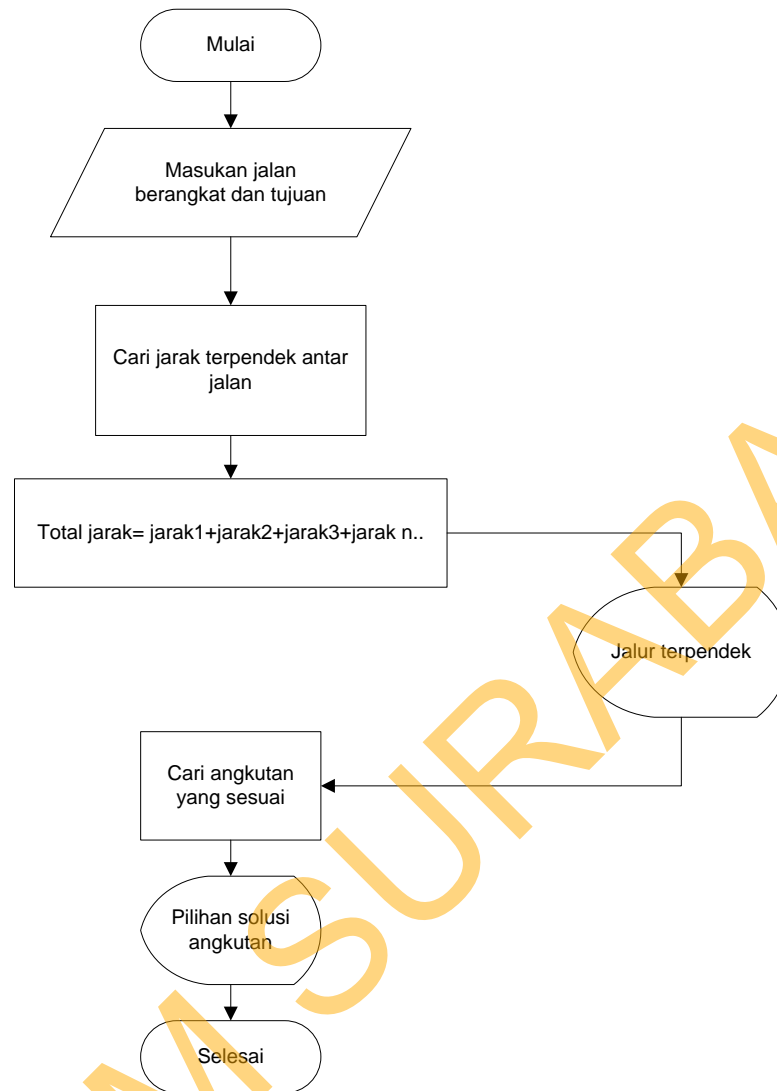 Mulai
Masukan jalan
berangkat dan tujuan
Cari jarak terpendek antar
jalan
Total jarak= jarak1+jarak2+jarak3+jarak n..
Jalur terpendek
Cari angkutan
yang sesuai
Pilihan solusi
angkutan
Selesai
M SURABA